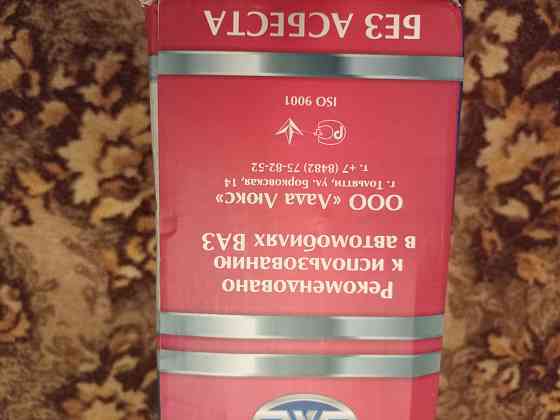 Рекомендовано
к использованию
в автомобилях ВАЗ
ООО «Лада Люкс»
г. Тольятти, ул. Борковская, 14
т. +7 (8482) 75-82-52
РС
ISO 9001
БЕЗ АСБЕСТА